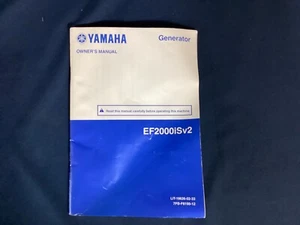 YAMAHA
Generator
OWNER'S MANUAL
Read this manual carefully before operating this machine.
EF2000iSv2